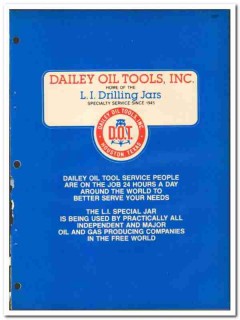 DAILEY OIL TOOLS, INC.
HOME OF THE
L.I. Drilling Jars
SPECIALTY SERVICE SINCE 1941
DAILEY OIL TOOLS, INC.
D.O.T.
HOUSTON TEXAS
DAILEY OIL TOOL SERVICE PEOPLE
ARE ON THE JOB 24 HOURS A DAY
AROUND THE WORLD TO
BETTER SERVE YOUR NEEDS
THE L.I. SPECIAL JAR
IS BEING USED BY PRACTICALLY ALL
INDEPENDENT AND MAJOR
OIL AND GAS PRODUCING COMPANIES
IN THE FREE WORLD